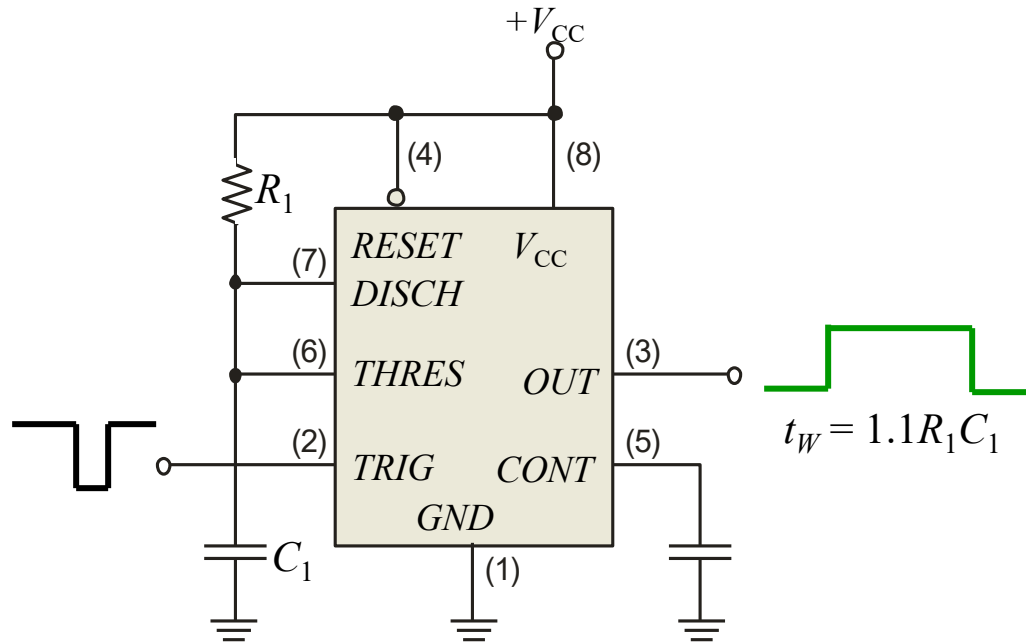 +V_CC
(4)
(8)
R_1
RESET
V_CC
(7)
DISCH
(6)
THRES
(3)
OUT
t_W = 1.1R_1C_1
(2)
TRIG
(5)
CONT
GND
C_1
(1)